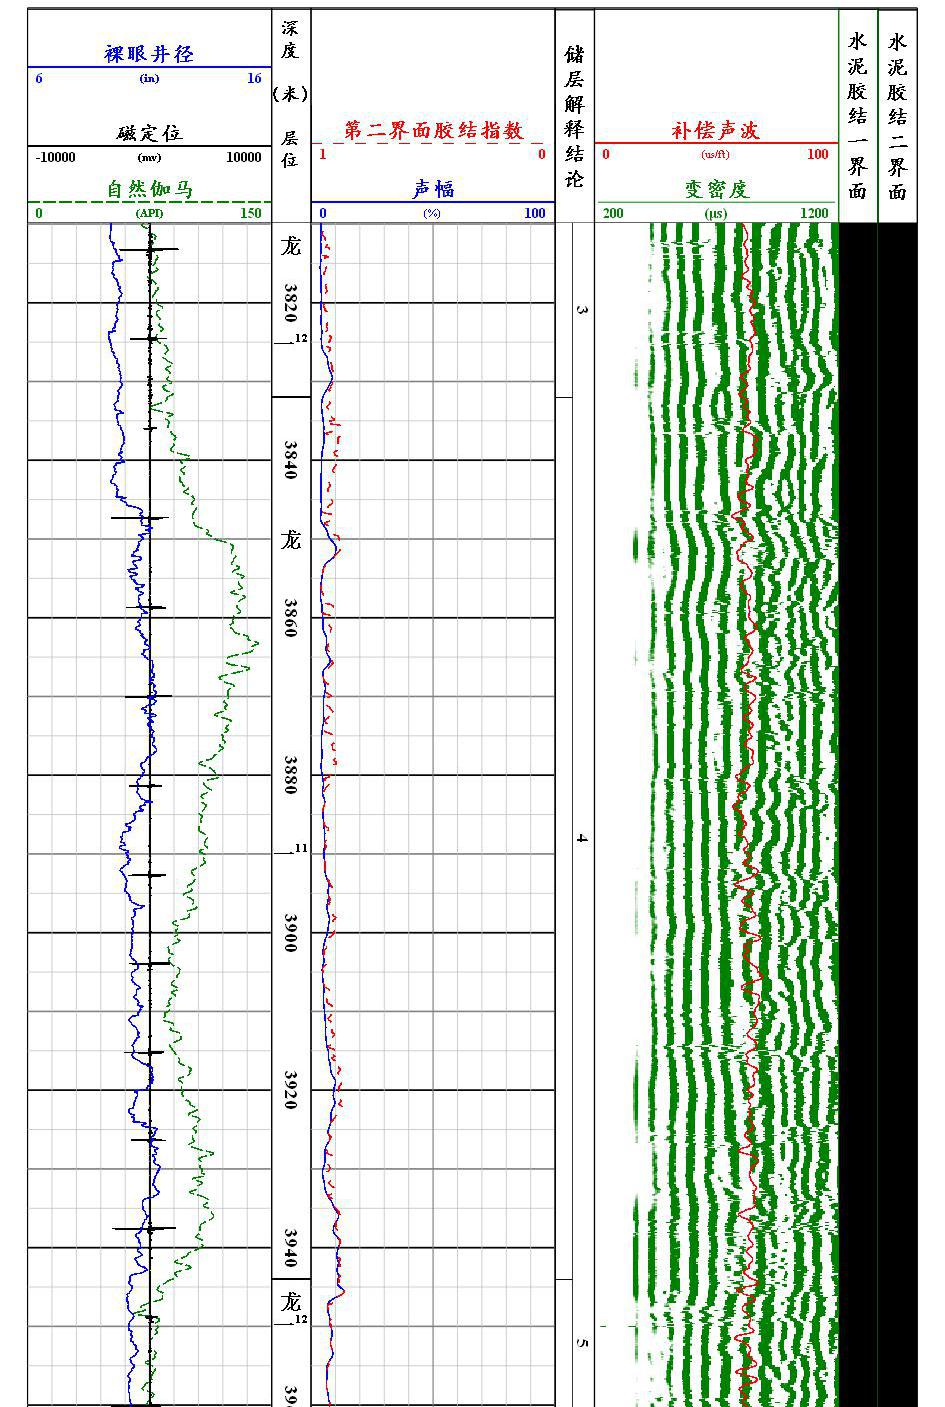 裸眼井径
6 (in) 16
磁定位
-10000 (mv) 10000
自然伽马
0 (API) 150
深度
(米)
层位
第二界面胶结指数
1 0
声幅
0 (%) 100
储层解释结论
补偿声波
0 (us/ft) 100
变密度
200 (μs) 1200
水泥胶结一界面
水泥胶结二界面
龙
3820
12
3
3840
龙
3860
3880
4
11
3900
3920
3940
龙
12
5
39